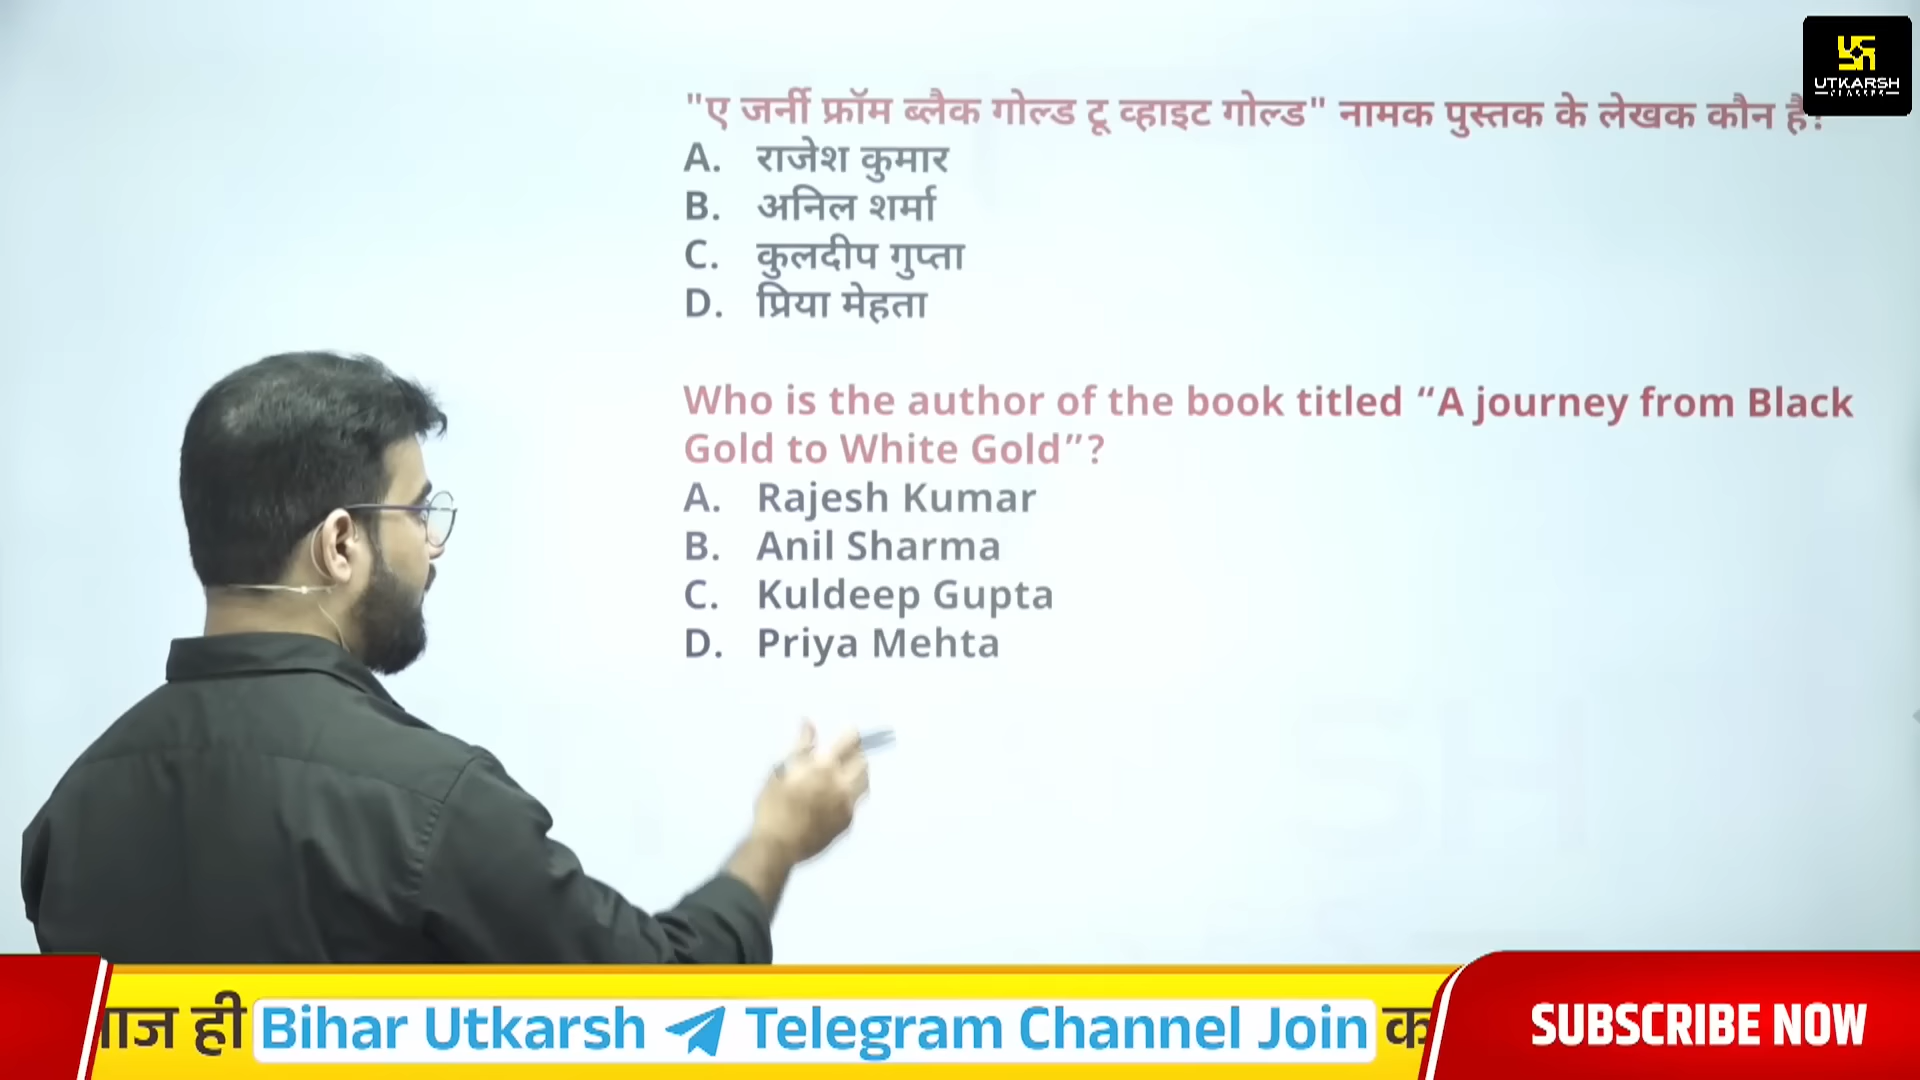 "ए जर्नी फ्रॉम ब्लैक गोल्ड टू व्हाइट गोल्ड" नामक पुस्तक के लेखक कौन है?
A. राजेश कुमार
B. अनिल शर्मा
C. कुलदीप गुप्ता
D. प्रिया मेहता
Who is the author of the book titled “A journey from Black
Gold to White Gold”?
A. Rajesh Kumar
B. Anil Sharma
C. Kuldeep Gupta
D. Priya Mehta
UTKARSH
CLASSES
SH
ही Bihar Utkarsh Telegram Channel Join
SUBSCRIBE NOW